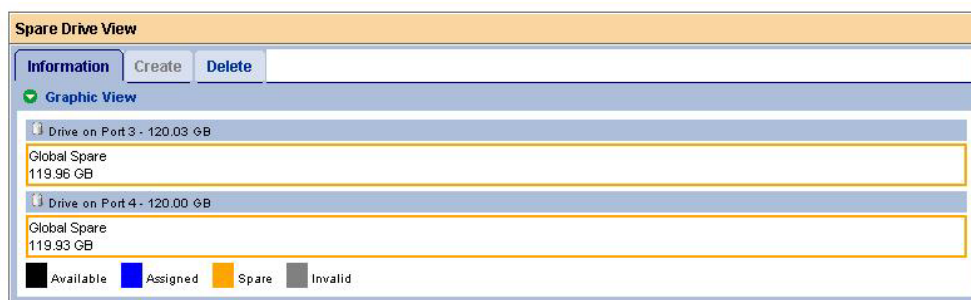 Spare Drive View
Information Create Delete
Graphic View
Drive on Port 3 - 120.03 GB
Global Spare
119.96 GB
Drive on Port 4 - 120.00 GB
Global Spare
119.93 GB
Available Assigned Spare Invalid